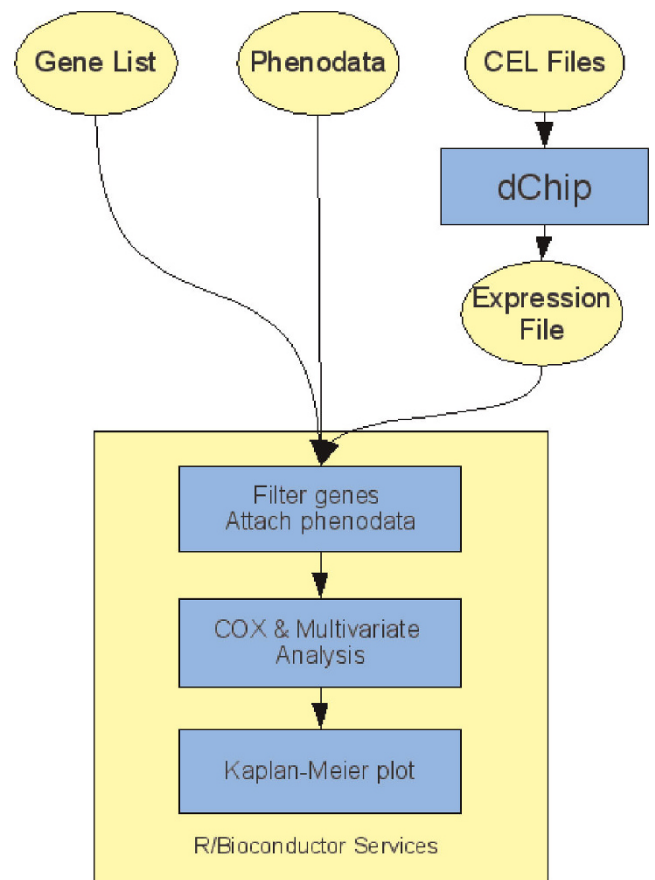 Gene List
Phenodata
CEL Files
dChip
Expression
File
Filter genes
Attach phenodata
COX & Multivariate
Analysis
Kaplan-Meier plot
R/Bioconductor Services